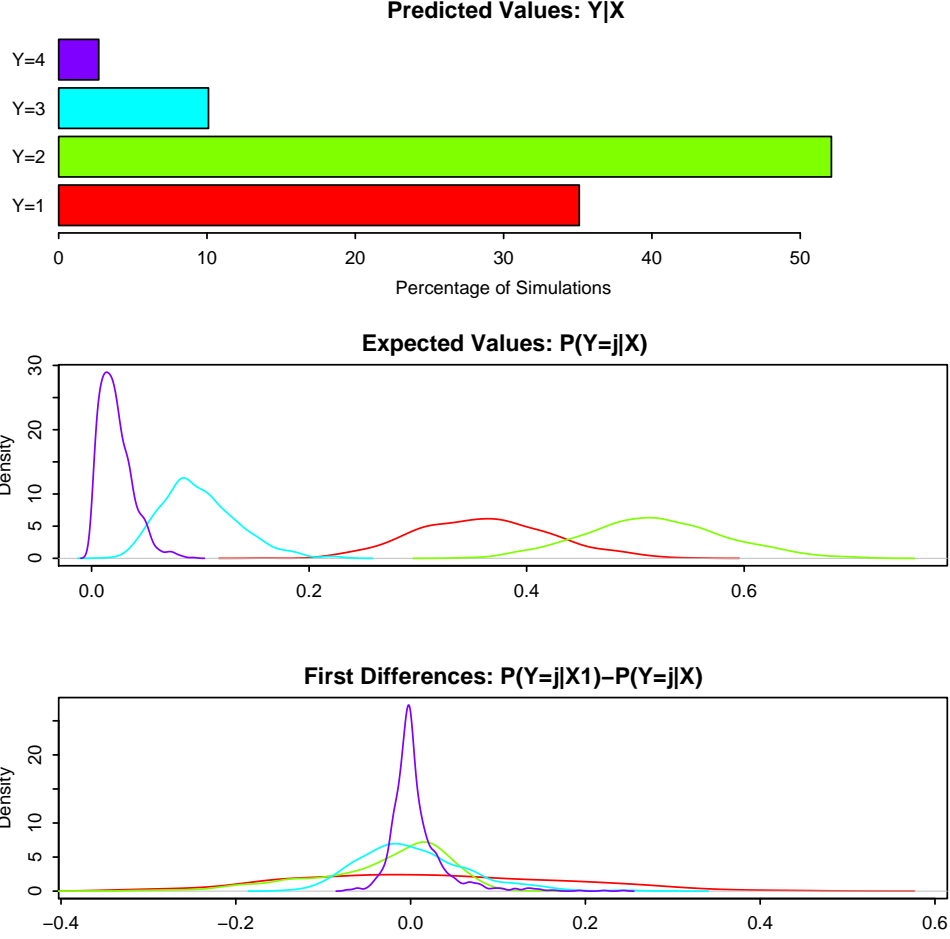 Predicted Values: Y|X
Y=4
Y=3
Y=2
Y=1
0 10 20 30 40 50
Percentage of Simulations
Expected Values: P(Y=j|X)
Density
30
20
10
5
0
0.0 0.2 0.4 0.6
First Differences: P(Y=j|X1)−P(Y=j|X)
Density
20
10
5
0
−0.4 −0.2 0.0 0.2 0.4 0.6